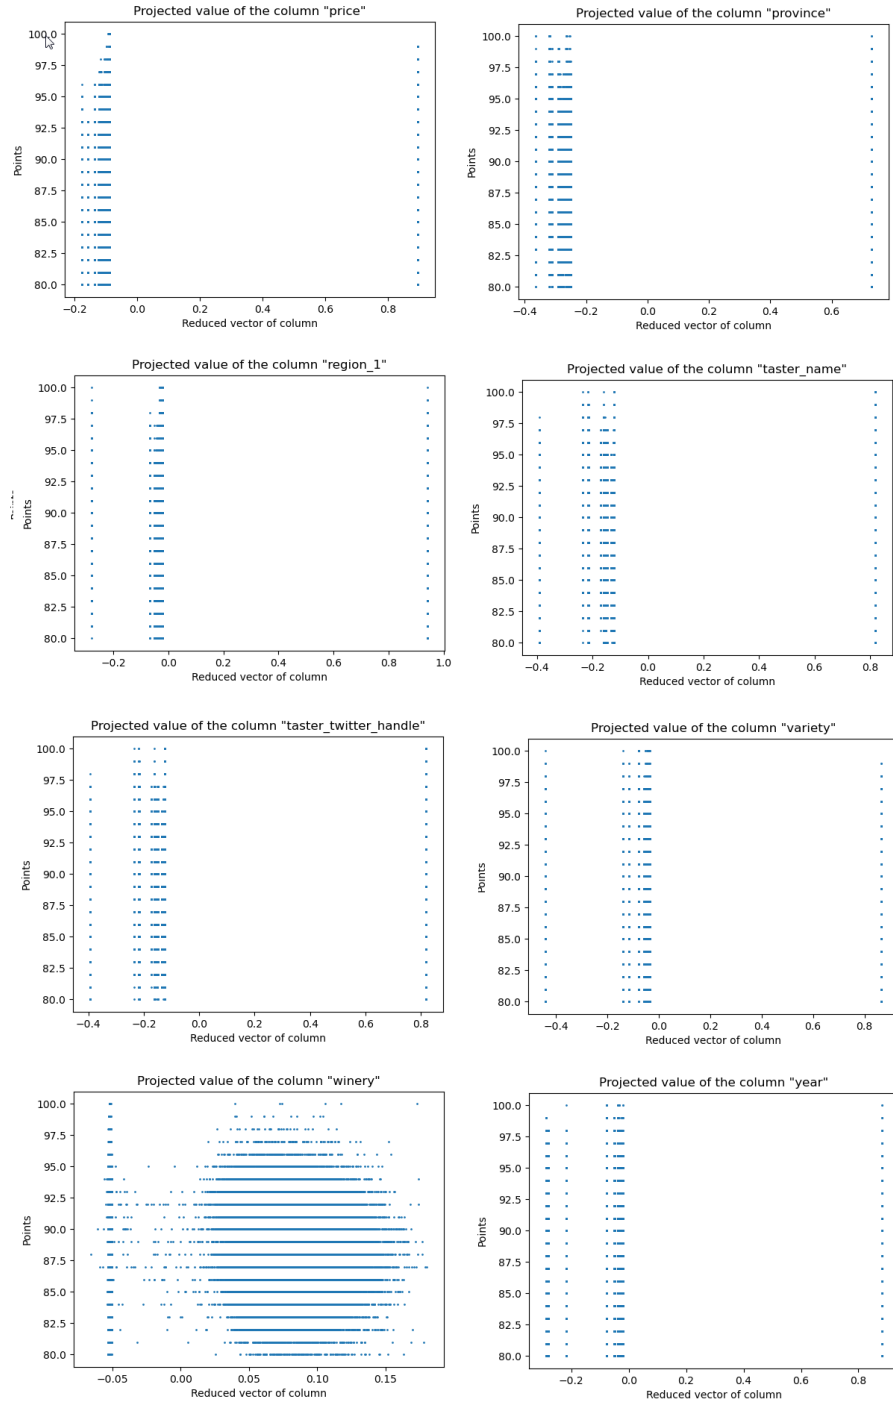 Projected value of the column "price"
100.0
97.5
95.0
92.5
90.0
87.5
85.0
82.5
80.0
Points
−0.2 0.0 0.2 0.4 0.6 0.8
Reduced vector of column
Projected value of the column "province"
100.0
97.5
95.0
92.5
90.0
87.5
85.0
82.5
80.0
Points
−0.4 −0.2 0.0 0.2 0.4 0.6
Reduced vector of column
Projected value of the column "region_1"
100.0
97.5
95.0
92.5
90.0
87.5
85.0
82.5
80.0
Points
−0.2 0.0 0.2 0.4 0.6 0.8 1.0
Reduced vector of column
Projected value of the column "taster_name"
100.0
97.5
95.0
92.5
90.0
87.5
85.0
82.5
80.0
Points
−0.4 −0.2 0.0 0.2 0.4 0.6 0.8
Reduced vector of column
Projected value of the column "taster_twitter_handle"
100.0
97.5
95.0
92.5
90.0
87.5
85.0
82.5
80.0
Points
−0.4 −0.2 0.0 0.2 0.4 0.6 0.8
Reduced vector of column
Projected value of the column "variety"
100.0
97.5
95.0
92.5
90.0
87.5
85.0
82.5
80.0
Points
−0.4 −0.2 0.0 0.2 0.4 0.6 0.8
Reduced vector of column
Projected value of the column "winery"
100.0
97.5
95.0
92.5
90.0
87.5
85.0
82.5
80.0
Points
−0.05 0.00 0.05 0.10 0.15
Reduced vector of column
Projected value of the column "year"
100.0
97.5
95.0
92.5
90.0
87.5
85.0
82.5
80.0
Points
−0.2 0.0 0.2 0.4 0.6 0.8
Reduced vector of column